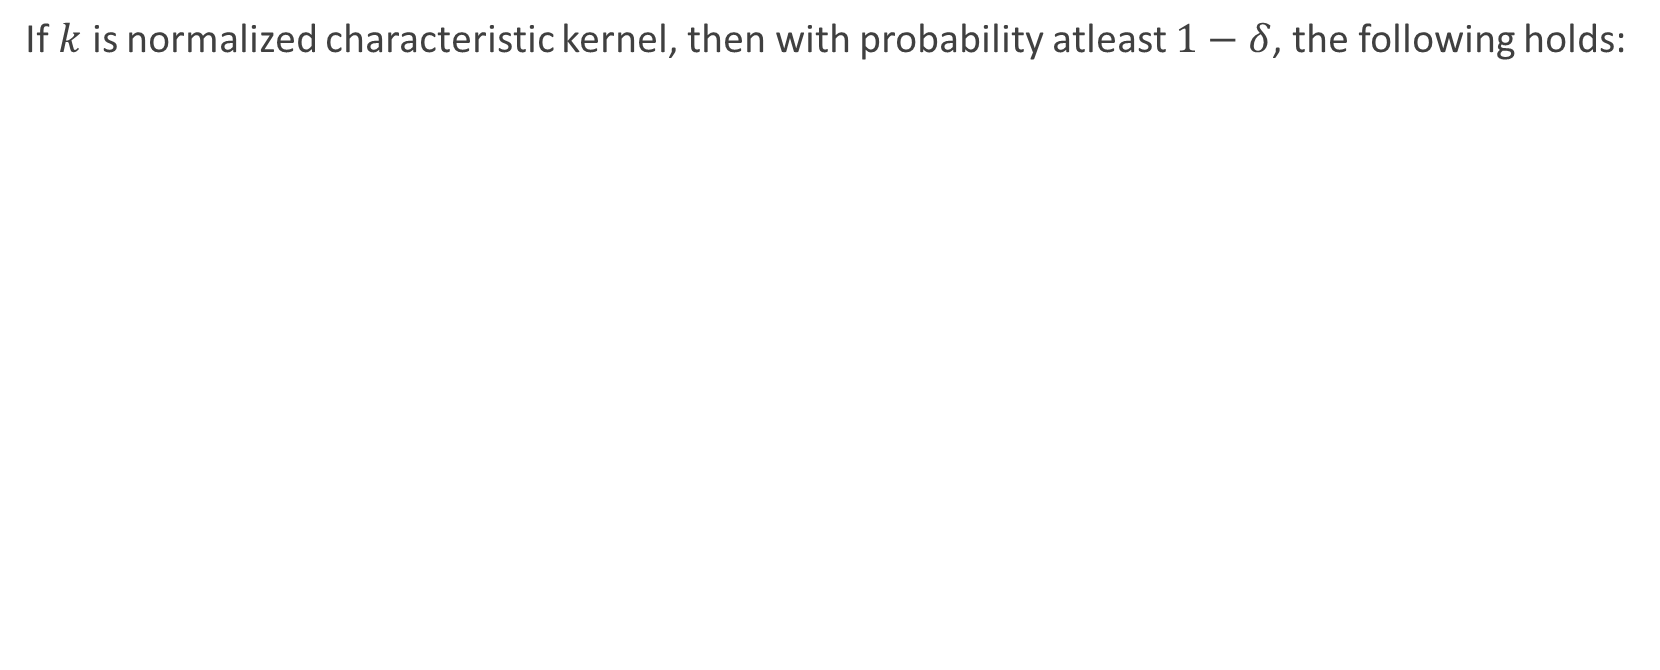 If k is normalized characteristic kernel, then with probability atleast 1 − δ, the following holds: